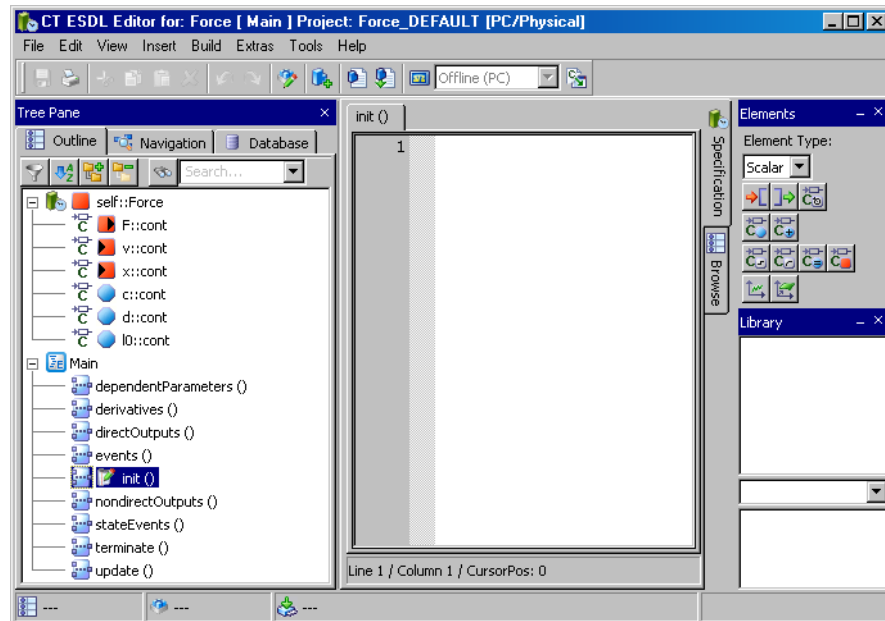 CT ESDL Editor for: Force [ Main ] Project: Force_DEFAULT [PC/Physical]
File Edit View Insert Build Extras Tools Help
Offline (PC)
Tree Pane
Outline Navigation Database
Search...
self::Force
F::cont
v::cont
x::cont
c::cont
d::cont
l0::cont
Main
dependentParameters ()
derivatives ()
directOutputs ()
events ()
init ()
nondirectOutputs ()
stateEvents ()
terminate ()
update ()
init ()
1
Line 1 / Column 1 / CursorPos: 0
Specification
Browse
Elements
Element Type:
Scalar
Library
--- --- ---